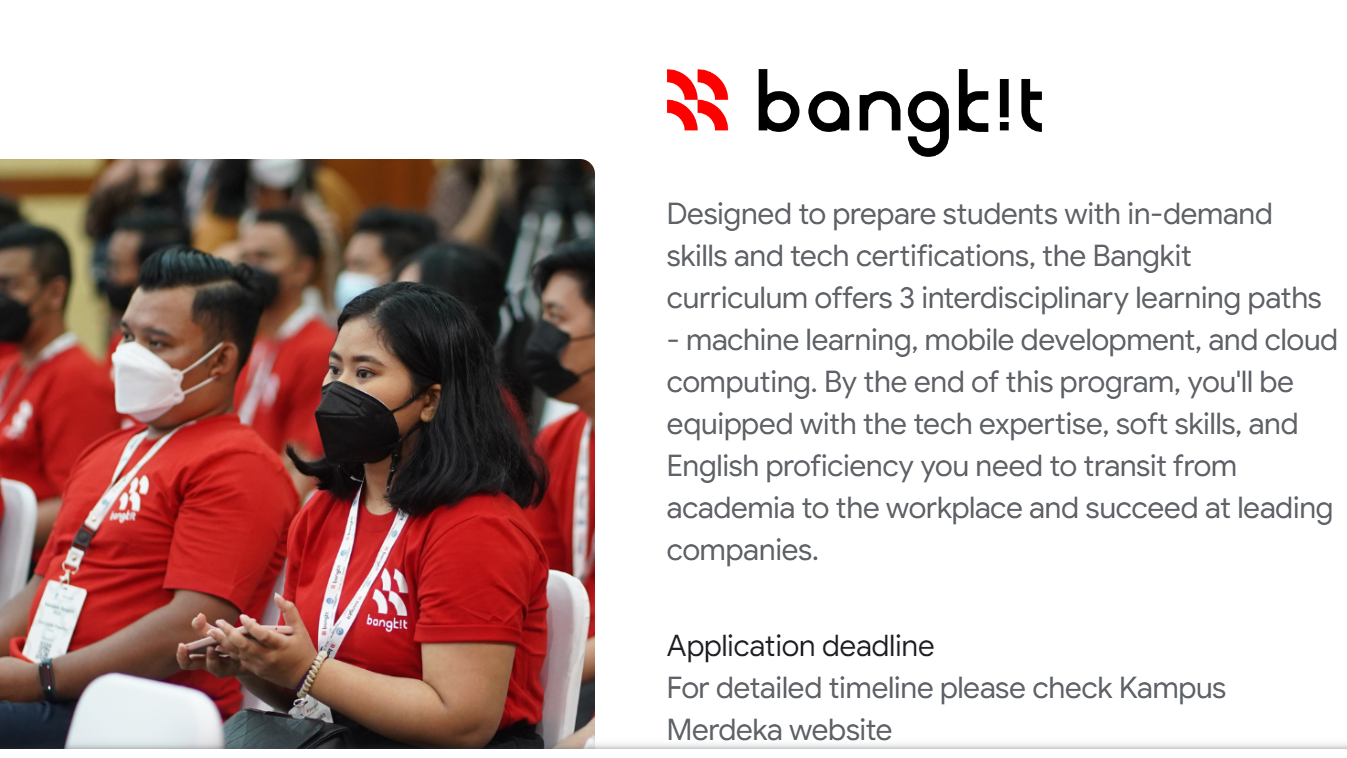 bangk!t
Designed to prepare students with in-demand
skills and tech certifications, the Bangkit
curriculum offers 3 interdisciplinary learning paths
- machine learning, mobile development, and cloud
computing. By the end of this program, you'll be
equipped with the tech expertise, soft skills, and
English proficiency you need to transit from
academia to the workplace and succeed at leading
companies.
Application deadline
For detailed timeline please check Kampus
Merdeka website
bangk!t
bangk!t